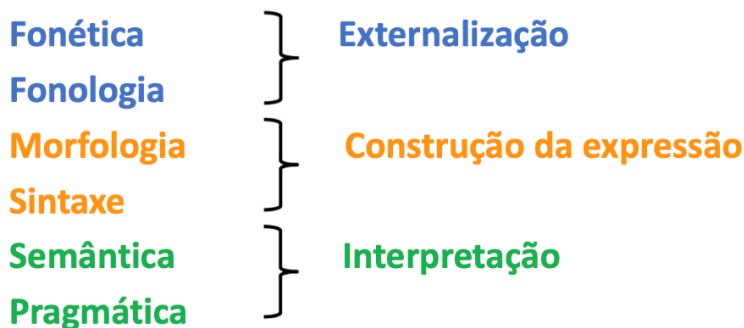 Fonética Externalização
Fonologia
Morfologia Construção da expressão
Sintaxe
Semântica Interpretação
Pragmática